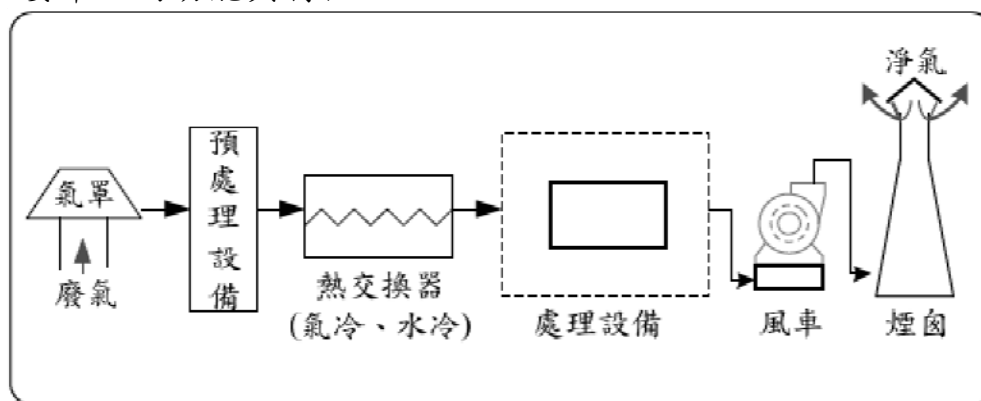 淨氣
氣罩
預處理設備
廢氣
熱交換器
(氣冷、水冷)
處理設備
風車
煙囪